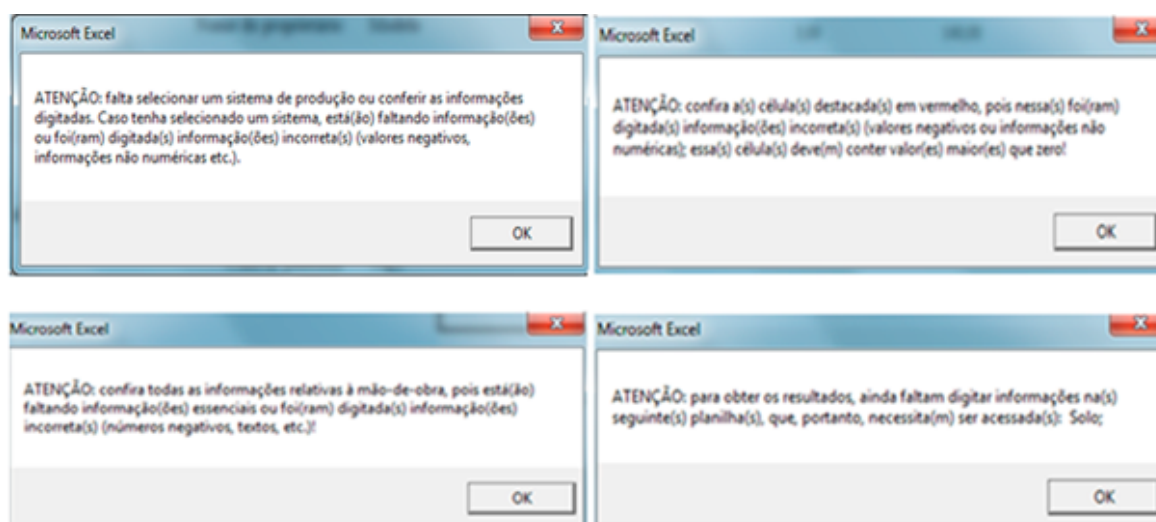 Microsoft Excel
ATENÇÃO: falta selecionar um sistema de produção ou conferir as informações
digitadas. Caso tenha selecionado um sistema, está(ão) faltando informação(ões)
ou foi(ram) digitada(s) informação(ões) incorreta(s) (valores negativos,
informações não numéricas etc.).
OK
Microsoft Excel
ATENÇÃO: confira a(s) célula(s) destacada(s) em vermelho, pois nessa(s) foi(ram)
digitada(s) informação(ões) incorreta(s) (valores negativos ou informações não
numéricas); essa(s) célula(s) deve(m) conter valor(es) maior(es) que zero!
OK
Microsoft Excel
ATENÇÃO: confira todas as informações relativas à mão-de-obra, pois está(ão)
faltando informação(ões) essenciais ou foi(ram) digitada(s) informação(ões)
incorreta(s) (números negativos, textos, etc.)!
OK
Microsoft Excel
ATENÇÃO: para obter os resultados, ainda faltam digitar informações na(s)
seguinte(s) planilha(s), que, portanto, necessita(m) ser acessada(s): Solo;
OK